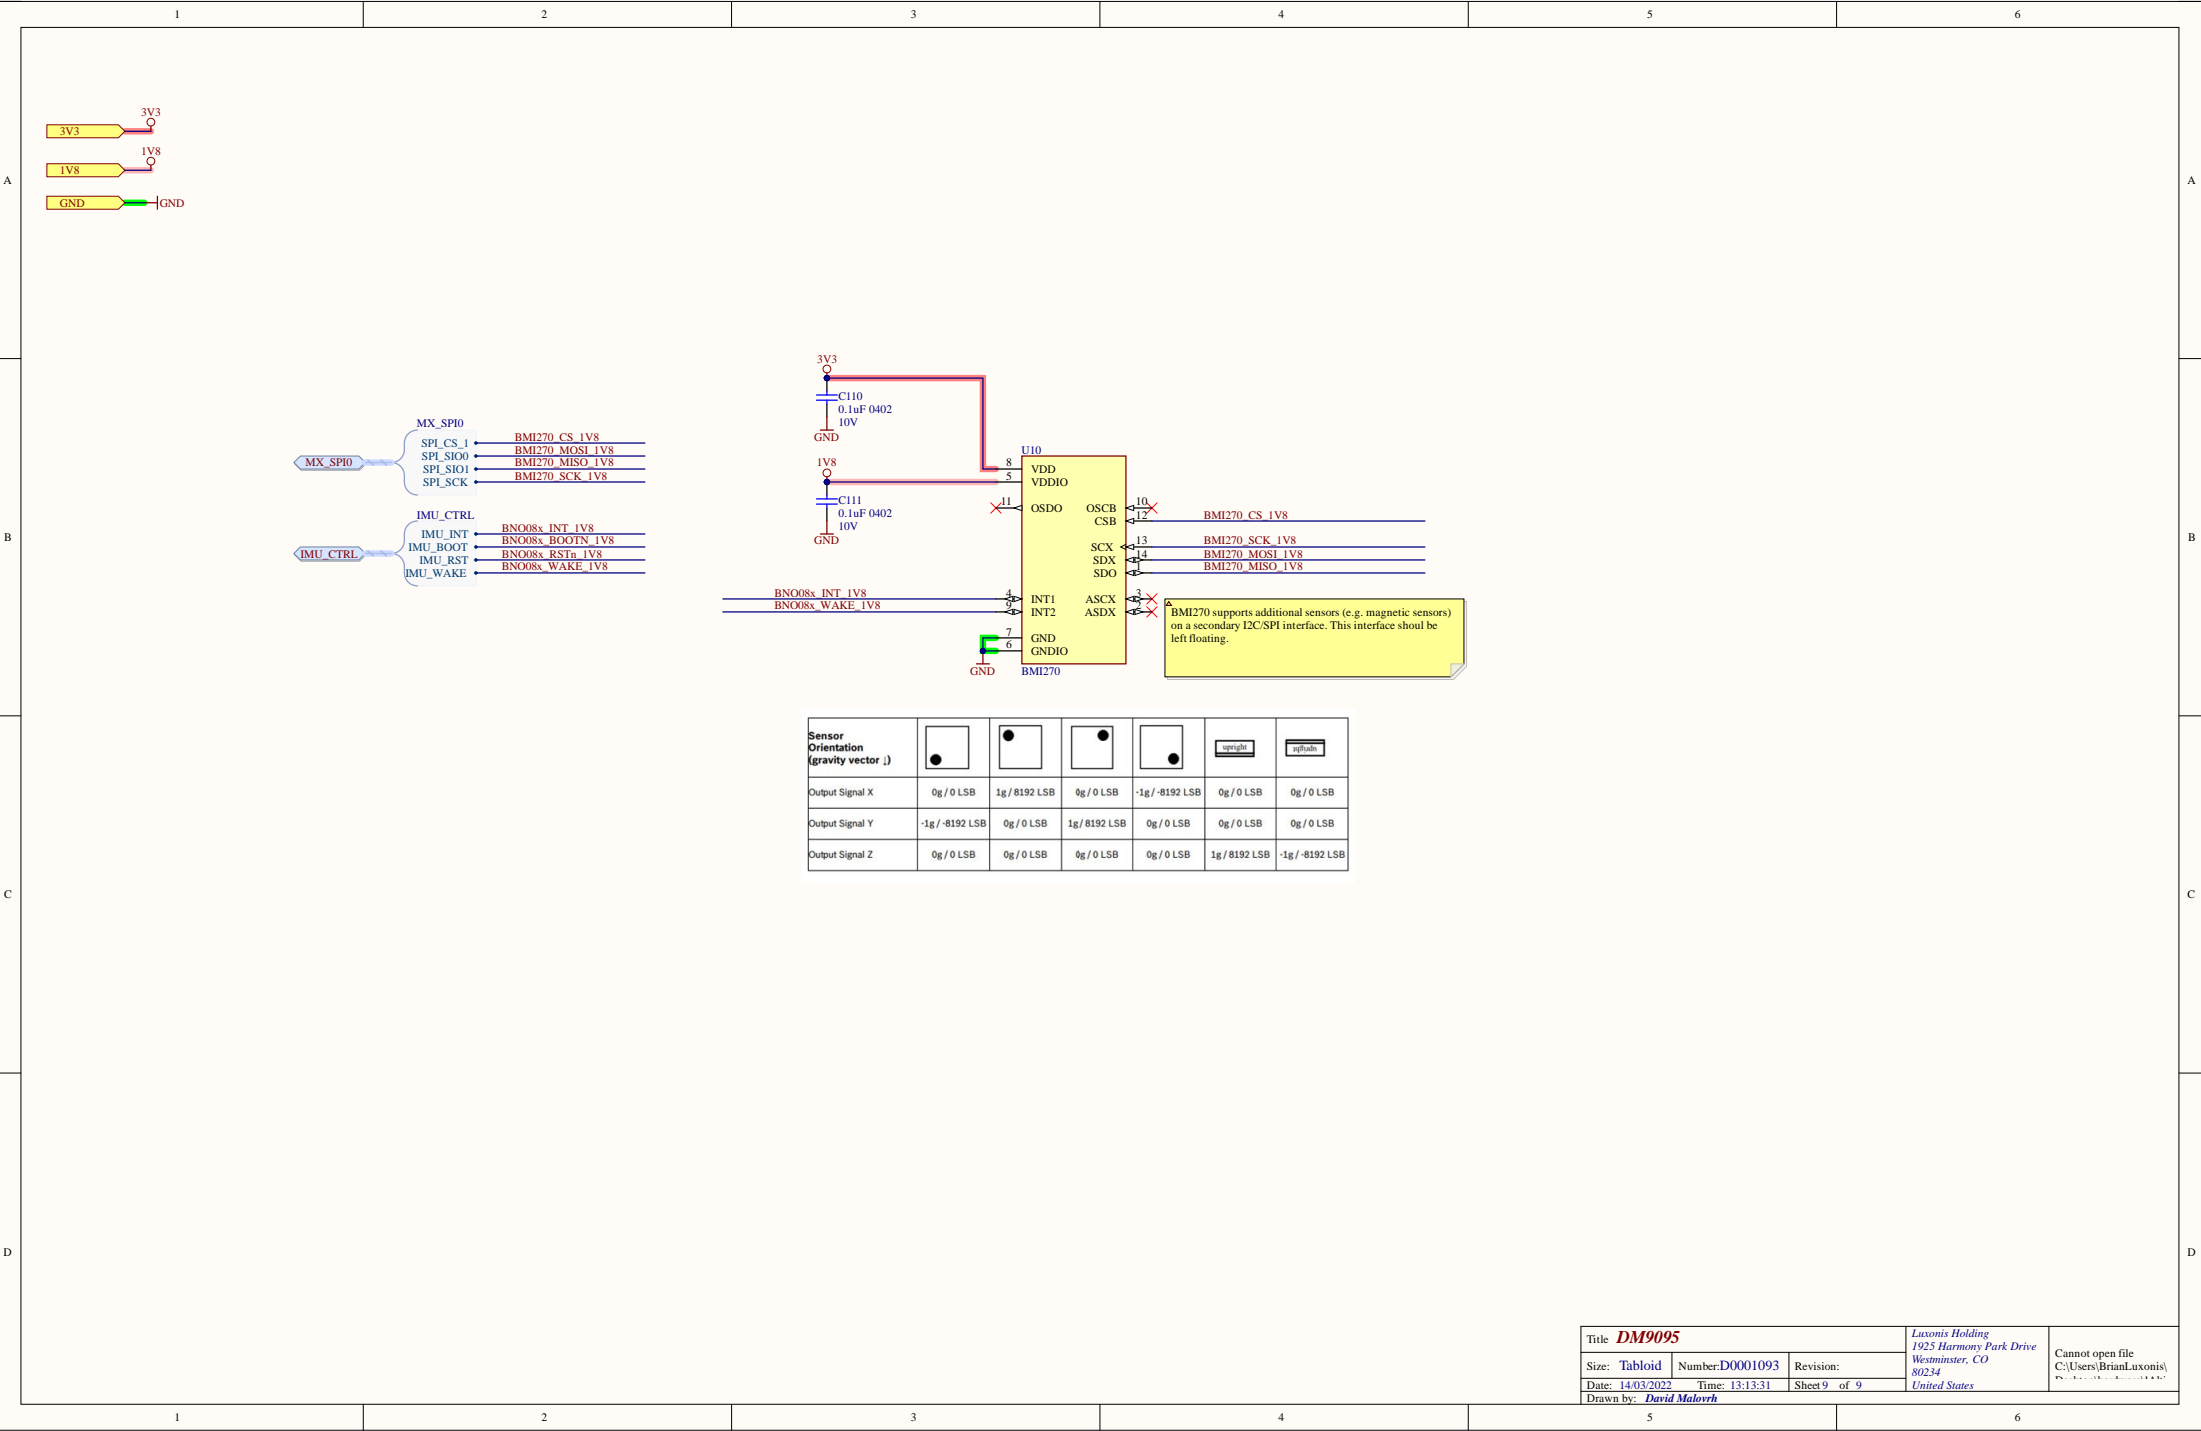 1 2 3 4 5 6
A A
B B
C C
D D
3V3
3V3
1V8
1V8
GND
GND
MX_SPI0
MX_SPI0
SPI_CS_1 BMI270_CS_1V8
SPI_SIO0 BMI270_MOSI_1V8
SPI_SIO1 BMI270_MISO_1V8
SPI_SCK BMI270_SCK_1V8
IMU_CTRL
IMU_CTRL
IMU_INT BNO08x_INT_1V8
IMU_BOOT BNO08x_BOOTN_1V8
IMU_RST BNO08x_RSTn_1V8
IMU_WAKE BNO08x_WAKE_1V8
3V3
C110
0.1uF 0402
10V
GND
1V8
C111
0.1uF 0402
10V
GND
U10
8 VDD
5 VDDIO
11 OSDO
OSCB 10
CSB 12 BMI270_CS_1V8
SCX 13 BMI270_SCK_1V8
SDX 14 BMI270_MOSI_1V8
SDO 1 BMI270_MISO_1V8
BNO08x_INT_1V8 4 INT1
BNO08x_WAKE_1V8 9 INT2
ASCX 3
ASDX 2
7 GND
6 GNDIO
GND
BMI270
BMI270 supports additional sensors (e.g. magnetic sensors)
on a secondary I2C/SPI interface. This interface shoul be
left floating.
Sensor
Orientation
(gravity vector ↓)
upright
upright
Output Signal X 0g / 0 LSB 1g / 8192 LSB 0g / 0 LSB -1g / -8192 LSB 0g / 0 LSB 0g / 0 LSB
Output Signal Y -1g / -8192 LSB 0g / 0 LSB 1g / 8192 LSB 0g / 0 LSB 0g / 0 LSB 0g / 0 LSB
Output Signal Z 0g / 0 LSB 0g / 0 LSB 0g / 0 LSB 0g / 0 LSB 1g / 8192 LSB -1g / -8192 LSB
Title DM9095
Size: Tabloid Number:D0001093 Revision:
Date: 14/03/2022 Time: 13:13:31 Sheet 9 of 9
Drawn by: David Malovrh
Luxonis Holding
1925 Harmony Park Drive
Westminster, CO
80234
United States
Cannot open file
C:\Users\BrianLuxonis\
1 2 3 4 5 6